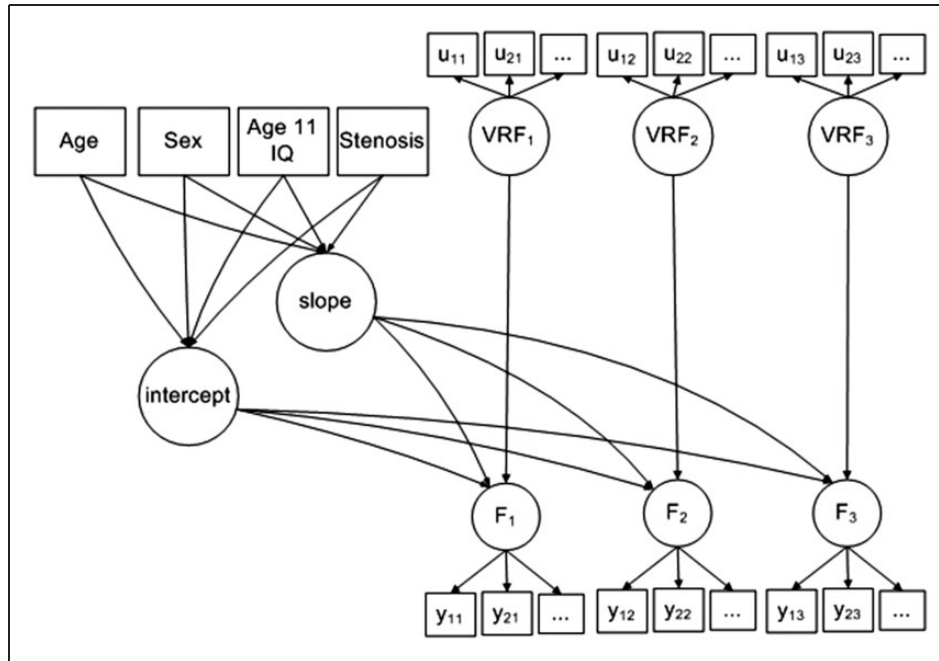 u₁₁ u₂₁ ... u₁₂ u₂₂ ... u₁₃ u₂₃ ...
Age Sex Age 11 IQ Stenosis VRF₁ VRF₂ VRF₃
slope
intercept
F₁ F₂ F₃
y₁₁ y₂₁ ... y₁₂ y₂₂ ... y₁₃ y₂₃ ...